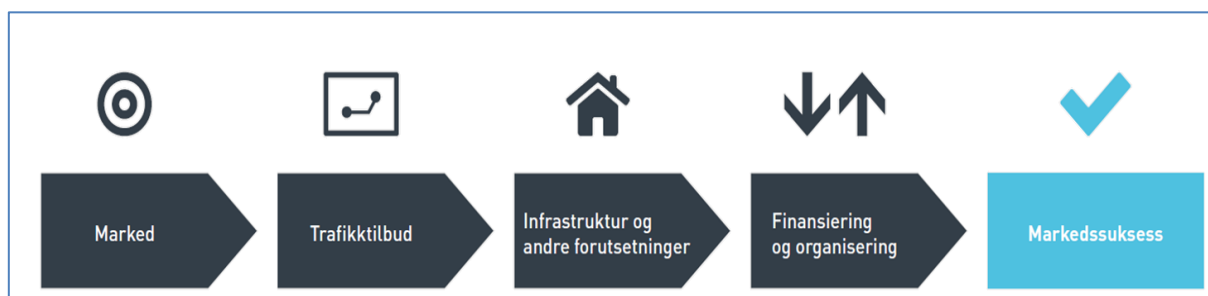 Marked
Trafikktilbud
Infrastruktur og
andre forutsetninger
Finansiering
og organisering
Markedssuksess